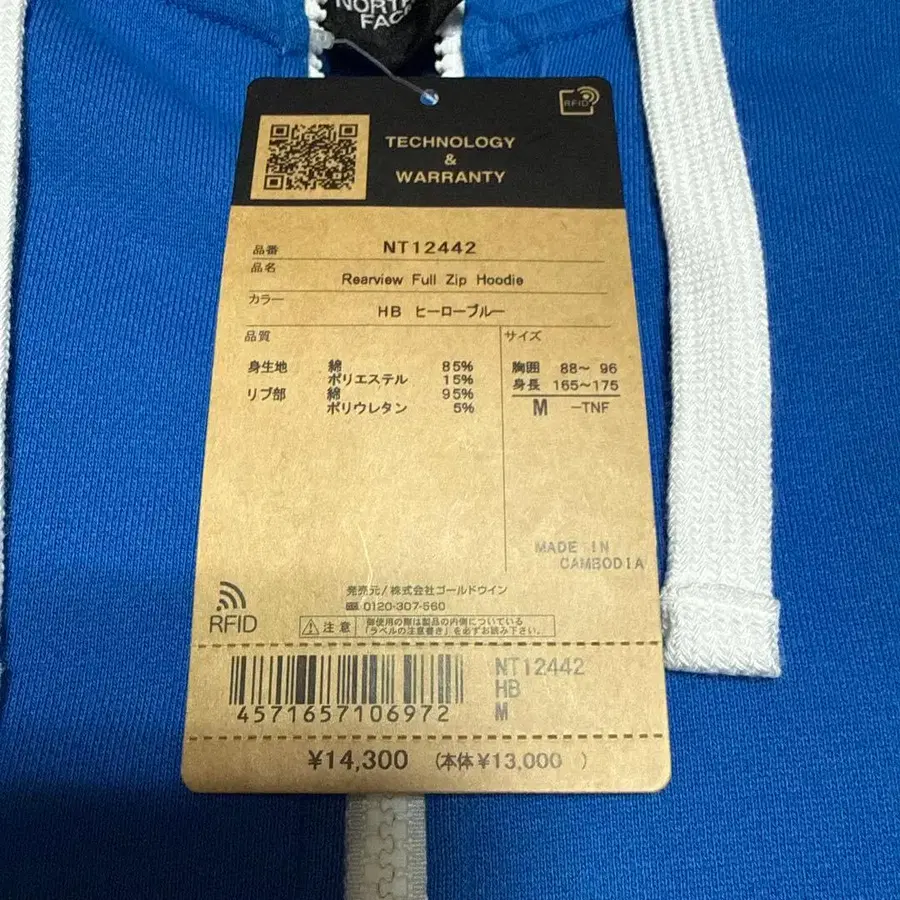 NORTH
FACE
RFID
TECHNOLOGY
&
WARRANTY
品番 NT12442
品名 Rearview Full Zip Hoodie
カラー HB ヒーローブルー
品質 サイズ
身生地 綿 85% 胸囲 88~ 96
ポリエステル 15% 身長 165~175
リブ部 綿 95% M -TNF
ポリウレタン 5%
MADE IN
CAMBODIA
発売元/株式会社ゴールドウイン
0120-307-560
RFID
注意 御使用の際は製品の内側についている
「ラベルの注意書き」を必ずお読み下さい。
NT12442
HB
M
4571657106972
¥14,300 (本体¥13,000 )